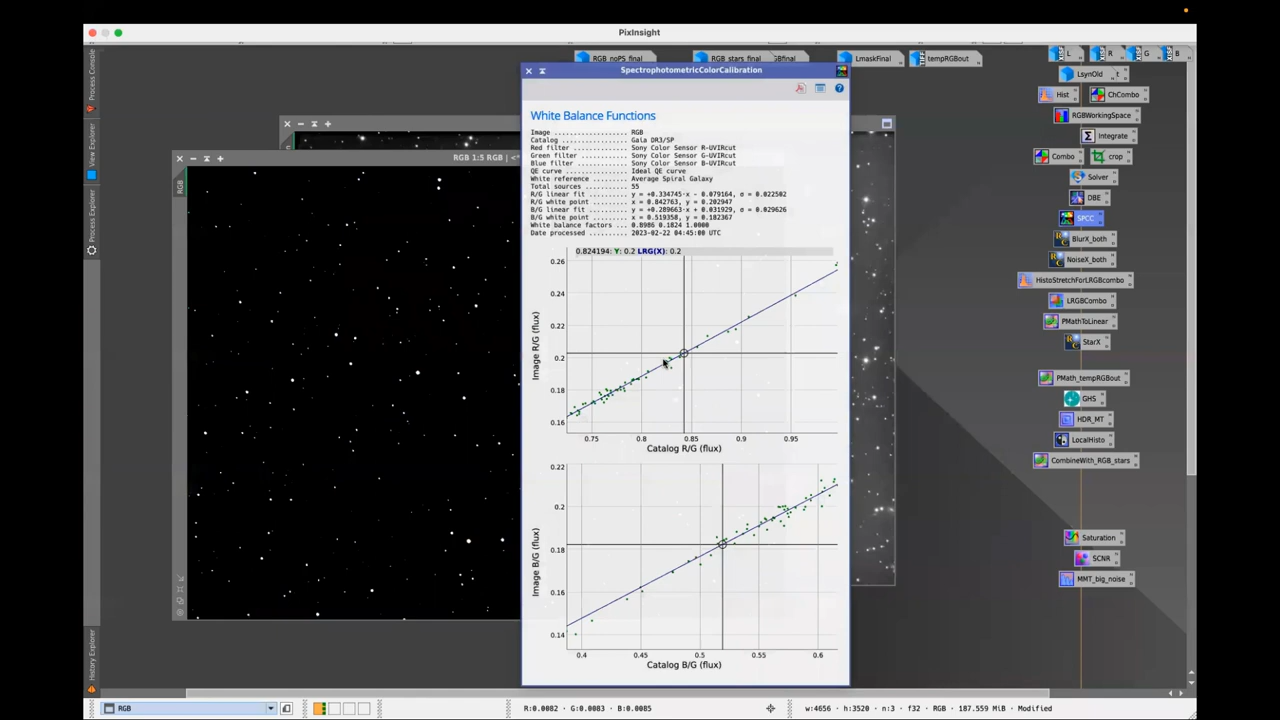 PixInsight
RGB_noPS_final
RGB_stars_final
GBfinal
LmaskFinal
tempRGBout
L
R
G
B
Process Console
View Explorer
Process Explorer
History Explorer
LsynOld
Hist
ChCombo
RGBWorkingSpace
Integrate
Combo
crop
Solver
DBE
SPCC
BlurX_both
NoiseX_both
HistoStretchForLRGBcombo
LRGBCombo
PMathToLinear
StarX
PMath_tempRGBout
GHS
HDR_MT
LocalHisto
CombineWith_RGB_stars
Saturation
SCNR
MMT_big_noise
RGB 1:5 RGB | <*
RGB
SpectrophotometricColorCalibration
White Balance Functions
Image ................... RGB
Catalog ................. Gaia DR3/SP
Red filter .............. Sony Color Sensor R-UVIRcut
Green filter ............ Sony Color Sensor G-UVIRcut
Blue filter ............. Sony Color Sensor B-UVIRcut
QE curve ................ Ideal QE curve
White reference ......... Average Spiral Galaxy
Total sources ........... 55
R/G linear fit .......... y = +0.334745·x - 0.079164, σ = 0.022502
R/G white point ......... x = 0.842763, y = 0.202947
B/G linear fit .......... y = +0.289663·x + 0.031929, σ = 0.029626
B/G white point ......... x = 0.519358, y = 0.182367
White balance factors ... 0.8986 0.1824 1.0000
Date processed .......... 2023-02-22 04:45:00 UTC
0.824194: Y: 0.2 LRG(X): 0.2
0.26
0.24
0.22
0.2
0.18
0.16
Image R/G (flux)
0.75
0.8
0.85
0.9
0.95
Catalog R/G (flux)
0.22
0.2
0.18
0.16
0.14
Image B/G (flux)
0.4
0.45
0.5
0.55
0.6
Catalog B/G (flux)
RGB
R:0.0082 · G:0.0083 · B:0.0085
w:4656 · h:3520 · n:3 · f32 · RGB · 187.559 MiB · Modified